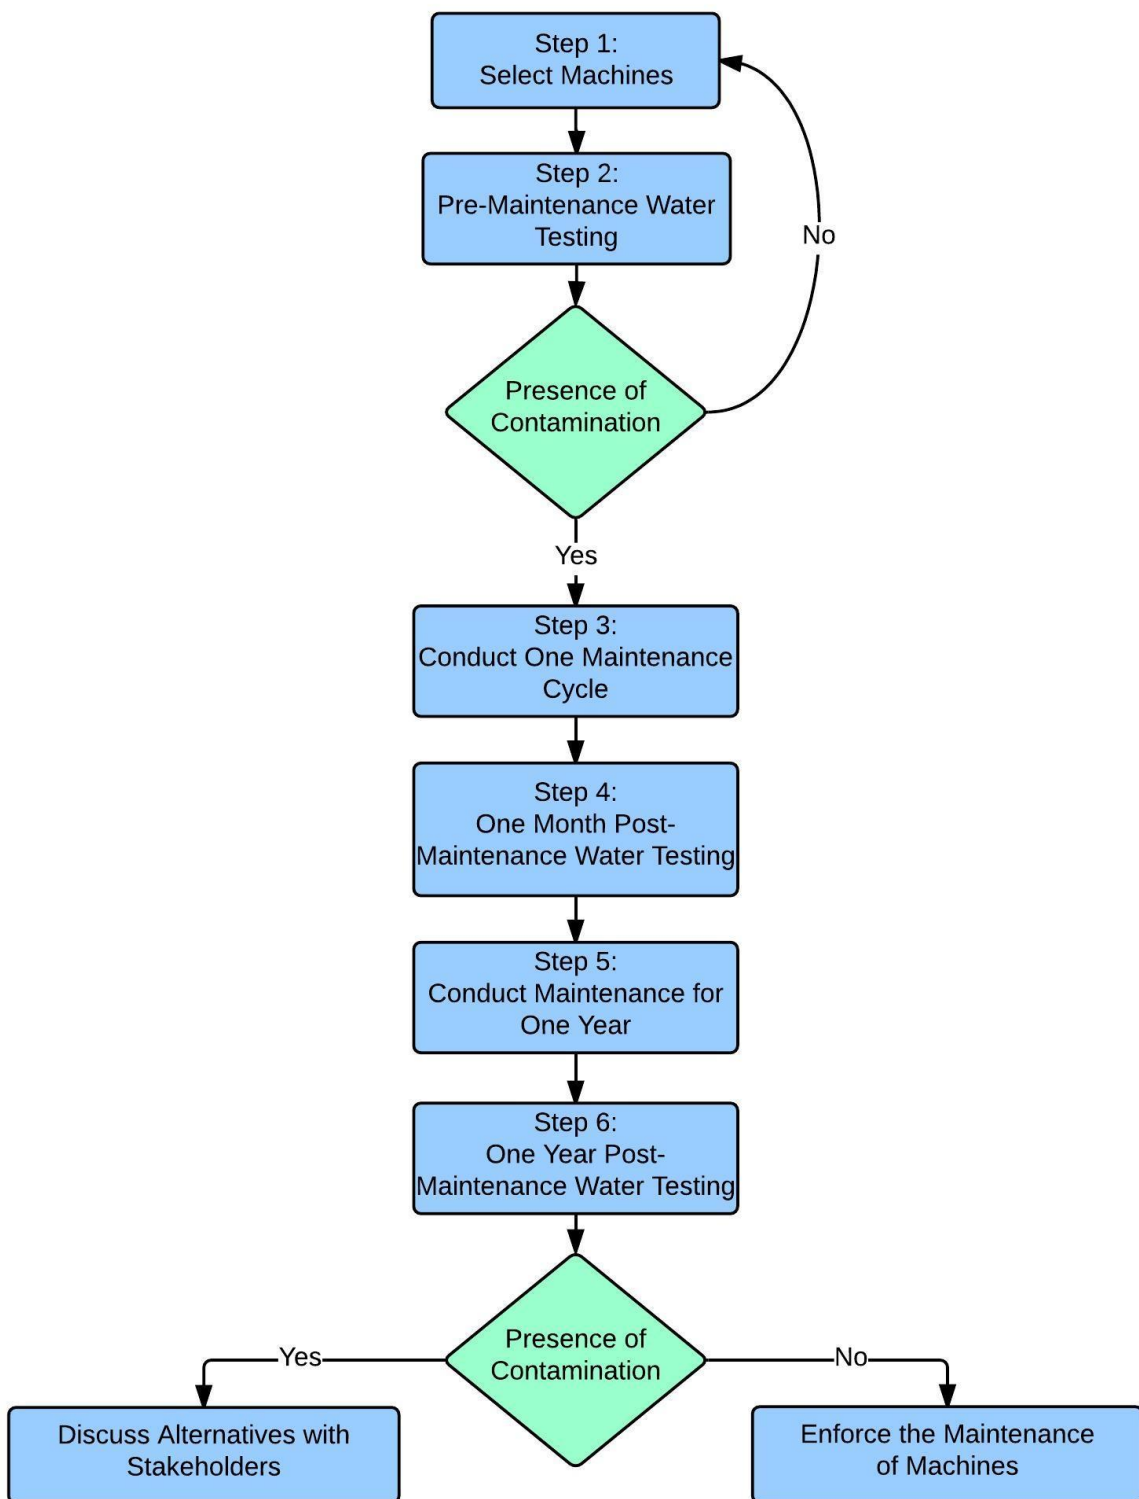 Step 1:
Select Machines
Step 2:
Pre-Maintenance Water
Testing
No
Presence of
Contamination
Yes
Step 3:
Conduct One Maintenance
Cycle
Step 4:
One Month Post-
Maintenance Water Testing
Step 5:
Conduct Maintenance for
One Year
Step 6:
One Year Post-
Maintenance Water Testing
Presence of
Contamination
Yes
No
Discuss Alternatives with
Stakeholders
Enforce the Maintenance
of Machines